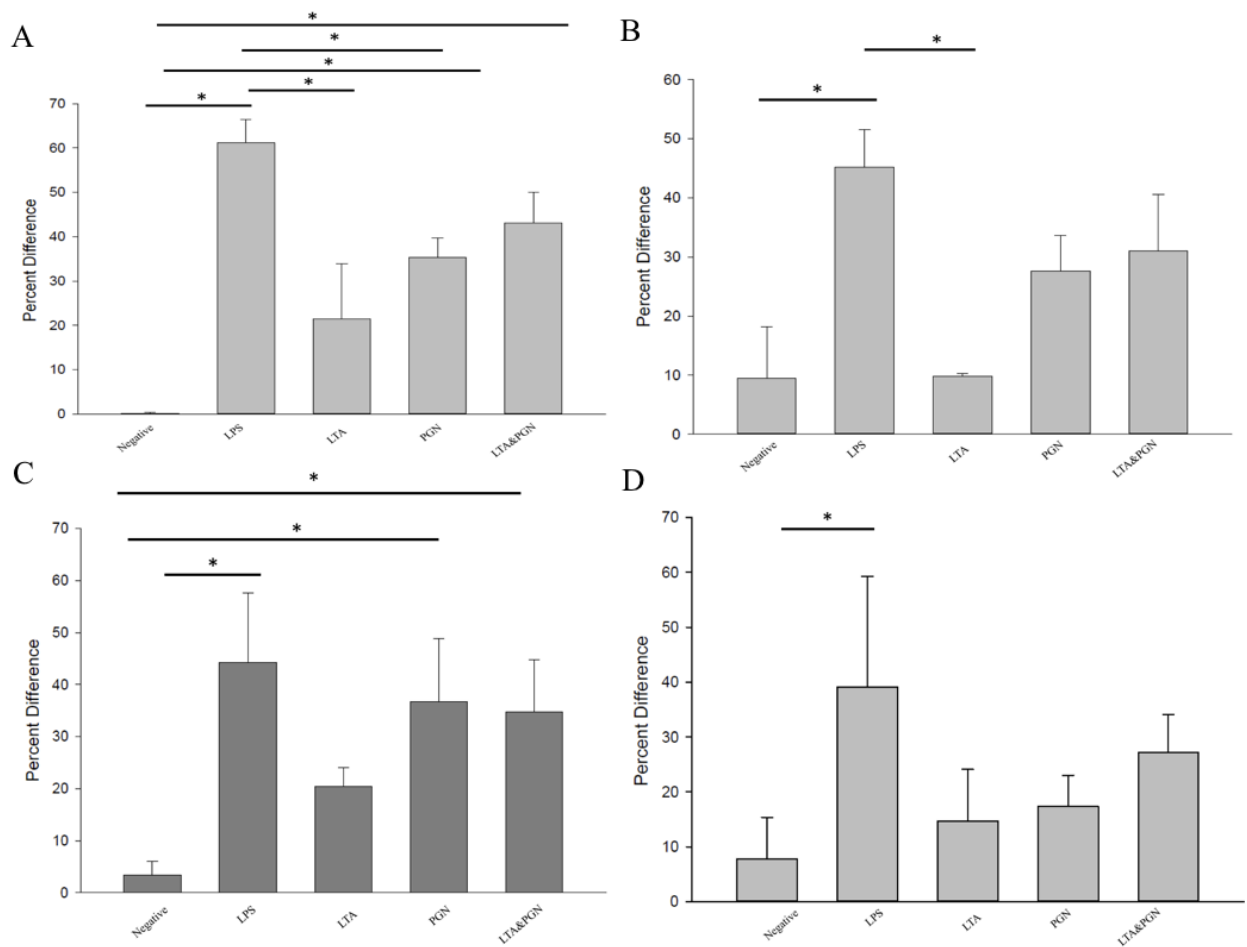 A
*
*
*
*
*
Percent Difference
70
60
50
40
30
20
10
0
Negative
LPS
LTA
PGN
LTA&PGN
B
*
*
Percent Difference
60
50
40
30
20
10
0
Negative
LPS
LTA
PGN
LTA&PGN
C
*
*
*
Percent Difference
70
60
50
40
30
20
10
0
Negative
LPS
LTA
PGN
LTA&PGN
D
*
Percent Difference
70
60
50
40
30
20
10
0
Negative
LPS
LTA
PGN
LTA&PGN